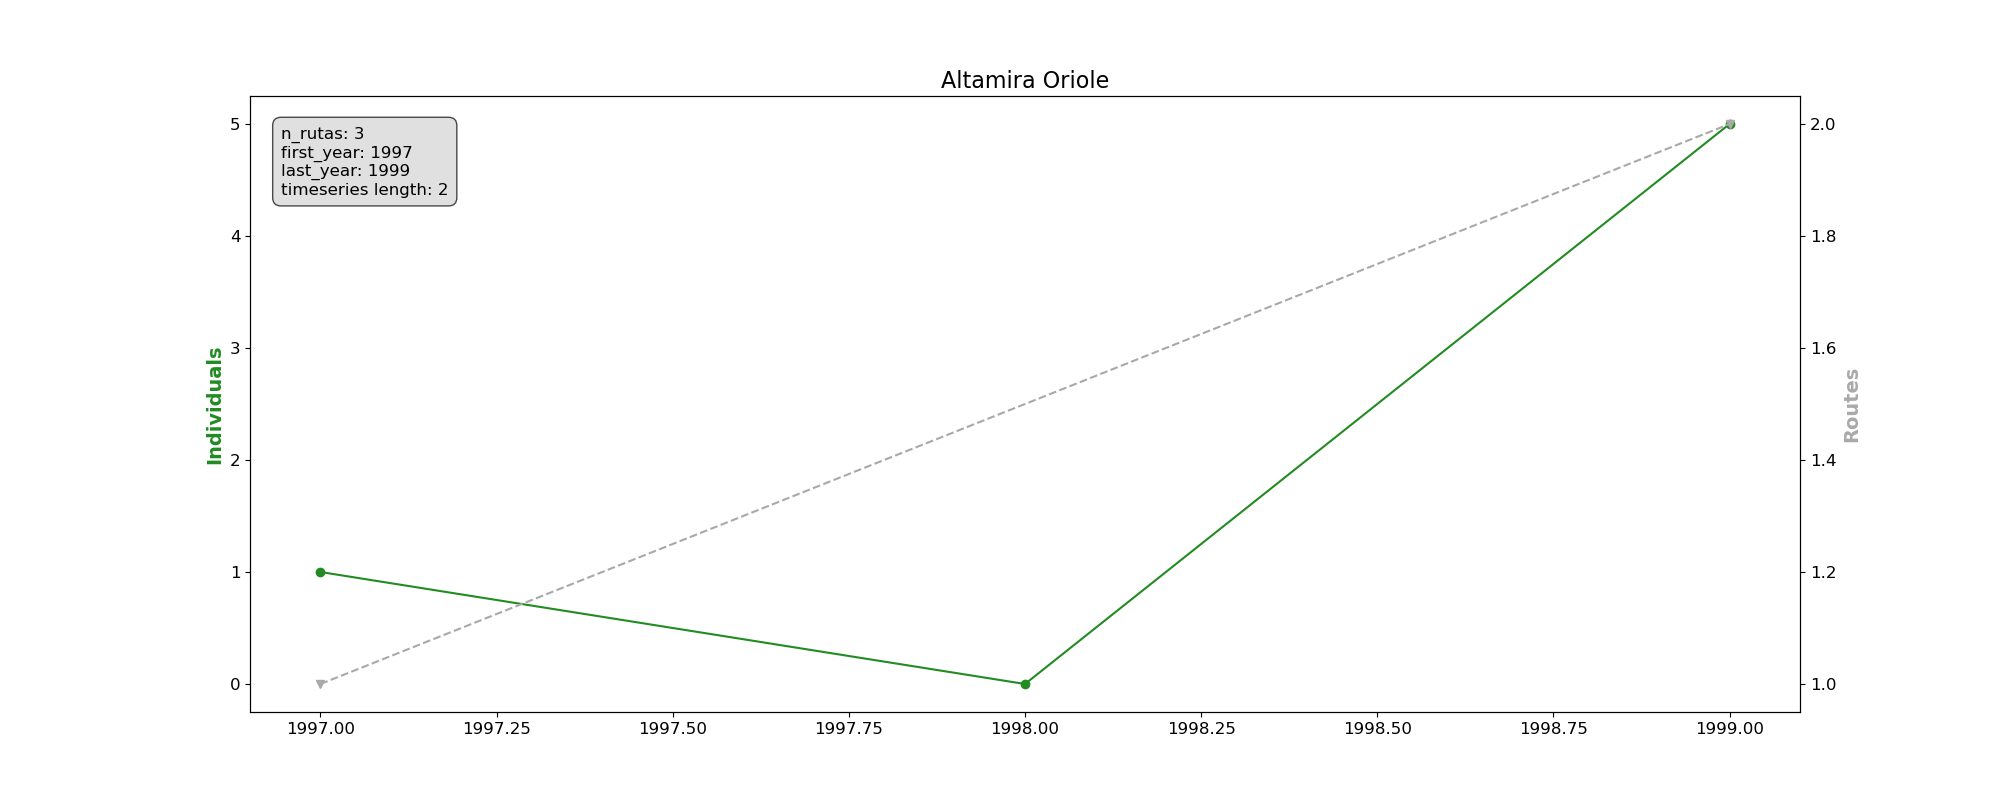 Altamira Oriole
n_rutas: 3
first_year: 1997
last_year: 1999
timeseries length: 2
5
4
3
2
1
0
Individuals
2.0
1.8
1.6
1.4
1.2
1.0
Routes
1997.00 1997.25 1997.50 1997.75 1998.00 1998.25 1998.50 1998.75 1999.00